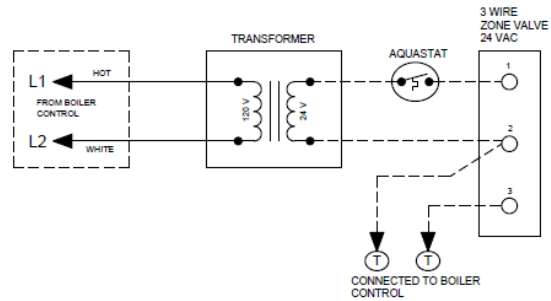 3 WIRE
ZONE VALVE
24 VAC
TRANSFORMER
AQUASTAT
L1
HOT
FROM BOILER
CONTROL
L2
WHITE
120 V
24 V
1
2
3
T
T
CONNECTED TO BOILER
CONTROL